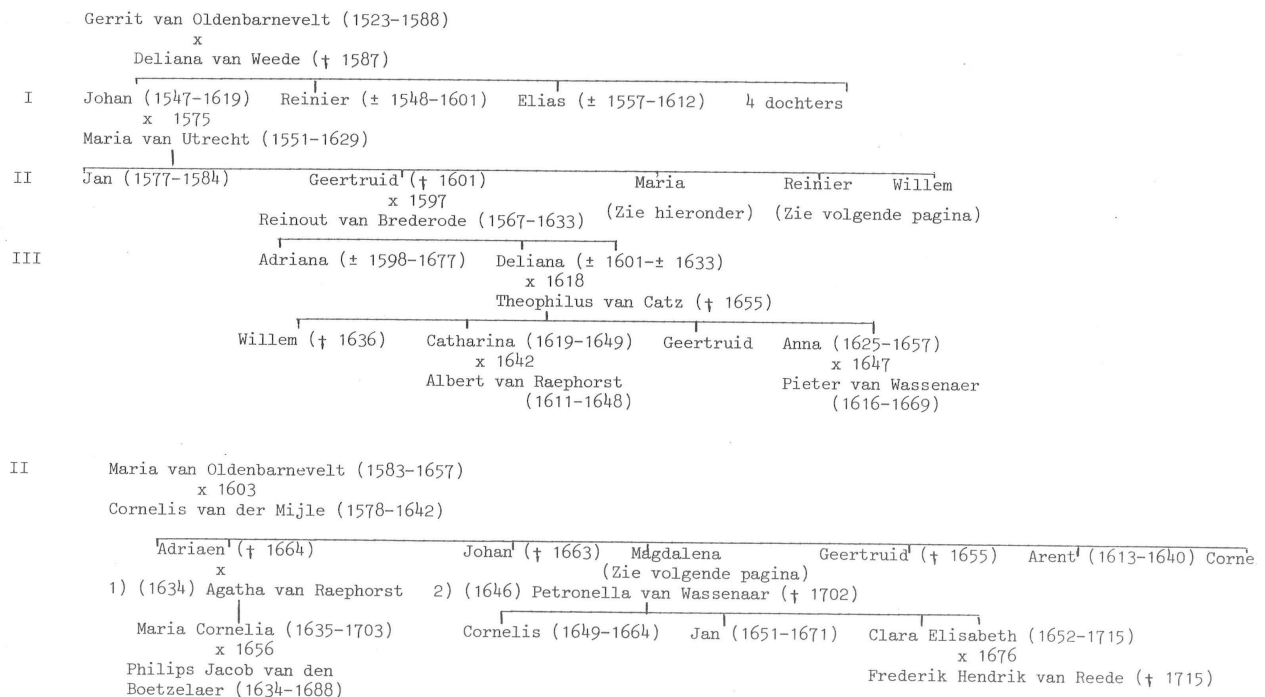 Gerrit van Oldenbarnevelt (1523-1588)
x
Deliana van Weede († 1587)
I Johan (1547-1619) Reinier (± 1548-1601) Elias (± 1557-1612) 4 dochters
x 1575
Maria van Utrecht (1551-1629)
II Jan (1577-1584) Geertruid († 1601) Maria Reinier Willem
x 1597 (Zie hieronder) (Zie volgende pagina)
Reinout van Brederode (1567-1633)
III Adriana (± 1598-1677) Deliana (± 1601-± 1633)
x 1618
Theophilus van Catz († 1655)
Willem († 1636) Catharina (1619-1649) Geertruid Anna (1625-1657)
x 1642 x 1647
Albert van Raephorst Pieter van Wassenaer
(1611-1648) (1616-1669)
II Maria van Oldenbarnevelt (1583-1657)
x 1603
Cornelis van der Mijle (1578-1642)
Adriaen († 1664) Johan († 1663) Magdalena Geertruid († 1655) Arent (1613-1640) Corne
x (Zie volgende pagina)
1) (1634) Agatha van Raephorst 2) (1646) Petronella van Wassenaar († 1702)
Maria Cornelia (1635-1703) Cornelis (1649-1664) Jan (1651-1671) Clara Elisabeth (1652-1715)
x 1656 x 1676
Philips Jacob van den Frederik Hendrik van Reede († 1715)
Boetzelaer (1634-1688)